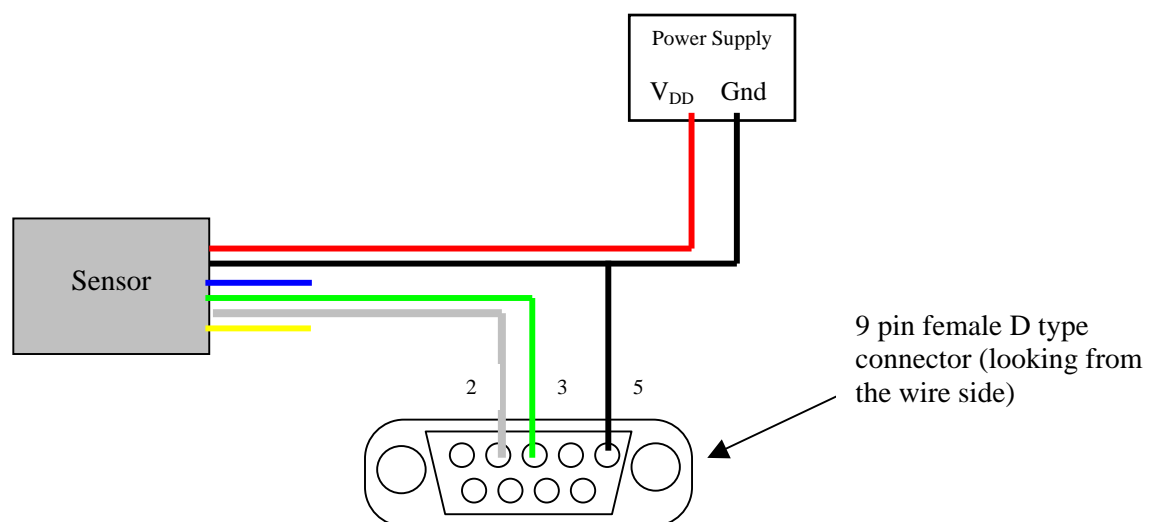 Power Supply
VDD Gnd
Sensor
9 pin female D type
connector (looking from
the wire side)
2 3 5